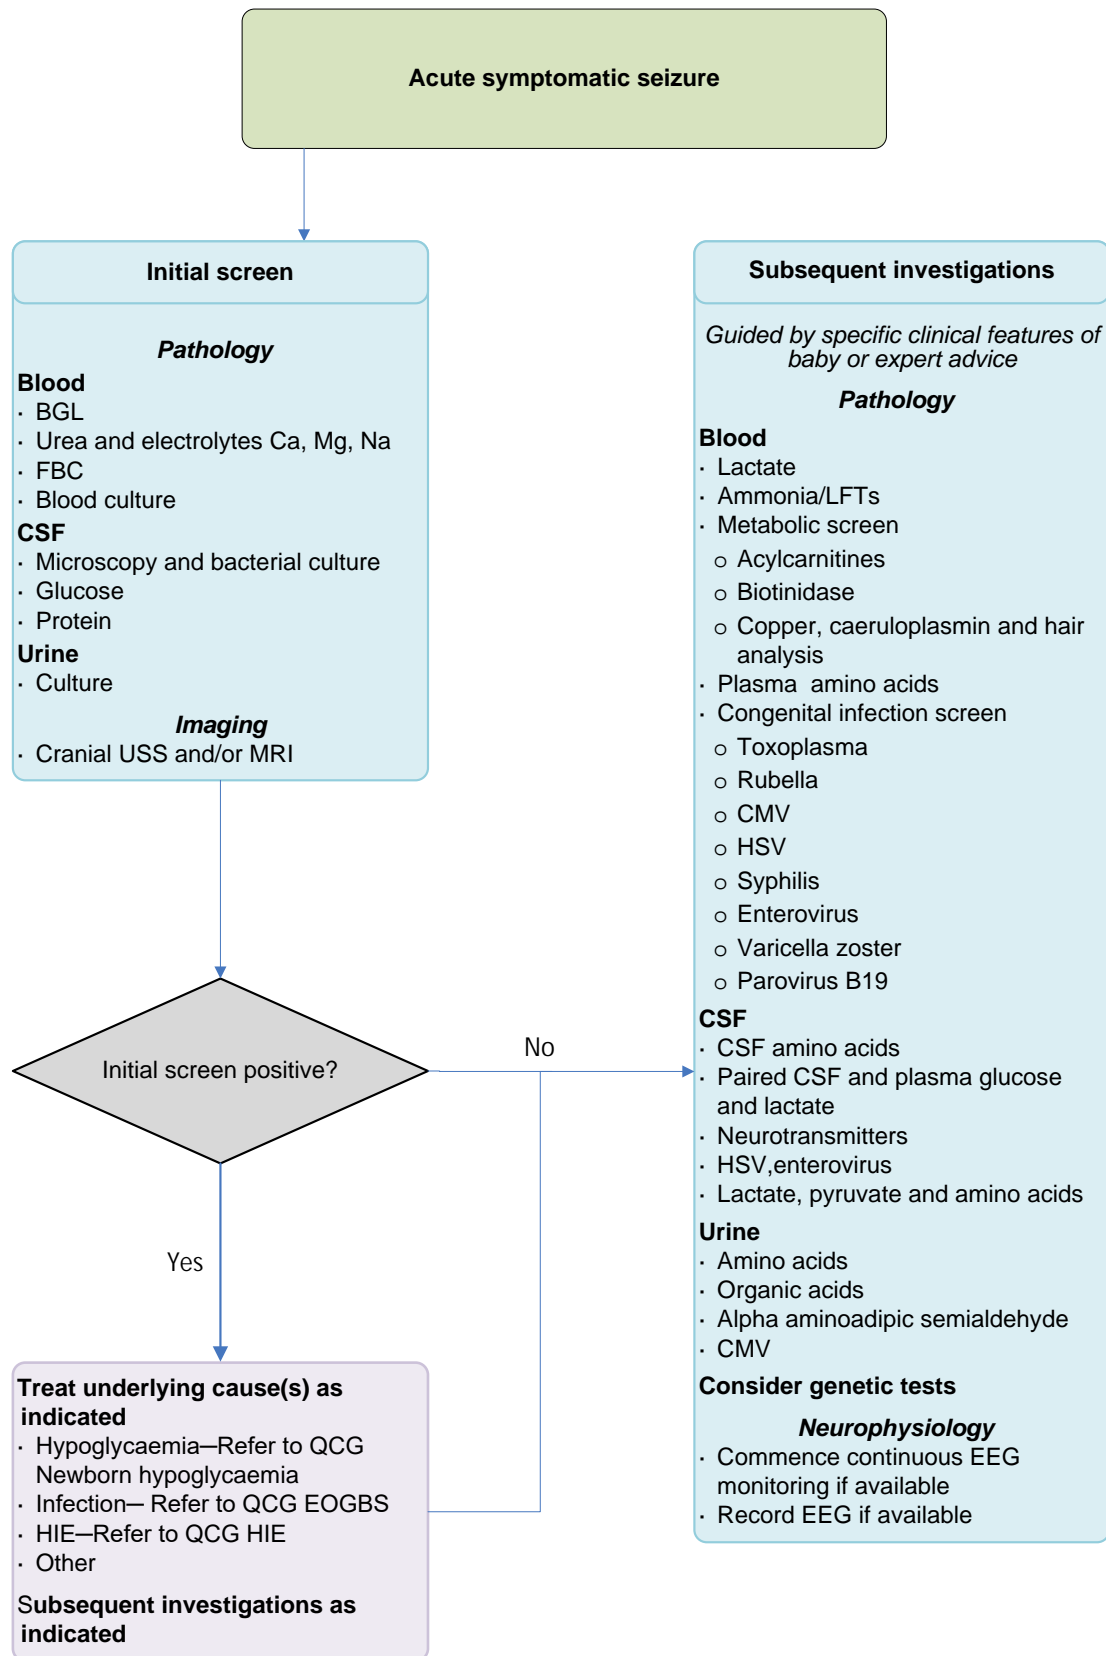 Acute symptomatic seizure
Initial screen
Pathology
Blood
· BGL
· Urea and electrolytes Ca, Mg, Na
· FBC
· Blood culture
CSF
· Microscopy and bacterial culture
· Glucose
· Protein
Urine
· Culture
Imaging
· Cranial USS and/or MRI
Initial screen positive?
No
Yes
Treat underlying cause(s) as
indicated
· Hypoglycaemia—Refer to QCG
Newborn hypoglycaemia
· Infection— Refer to QCG EOGBS
· HIE—Refer to QCG HIE
· Other
Subsequent investigations as
indicated
Subsequent investigations
Guided by specific clinical features of
baby or expert advice
Pathology
Blood
· Lactate
· Ammonia/LFTs
· Metabolic screen
o Acylcarnitines
o Biotinidase
o Copper, caeruloplasmin and hair
analysis
· Plasma  amino acids
· Congenital infection screen
o Toxoplasma
o Rubella
o CMV
o HSV
o Syphilis
o Enterovirus
o Varicella zoster
o Parovirus B19
CSF
· CSF amino acids
· Paired CSF and plasma glucose
and lactate
· Neurotransmitters
· HSV,enterovirus
· Lactate, pyruvate and amino acids
Urine
· Amino acids
· Organic acids
· Alpha aminoadipic semialdehyde
· CMV
Consider genetic tests
Neurophysiology
· Commence continuous EEG
monitoring if available
· Record EEG if available